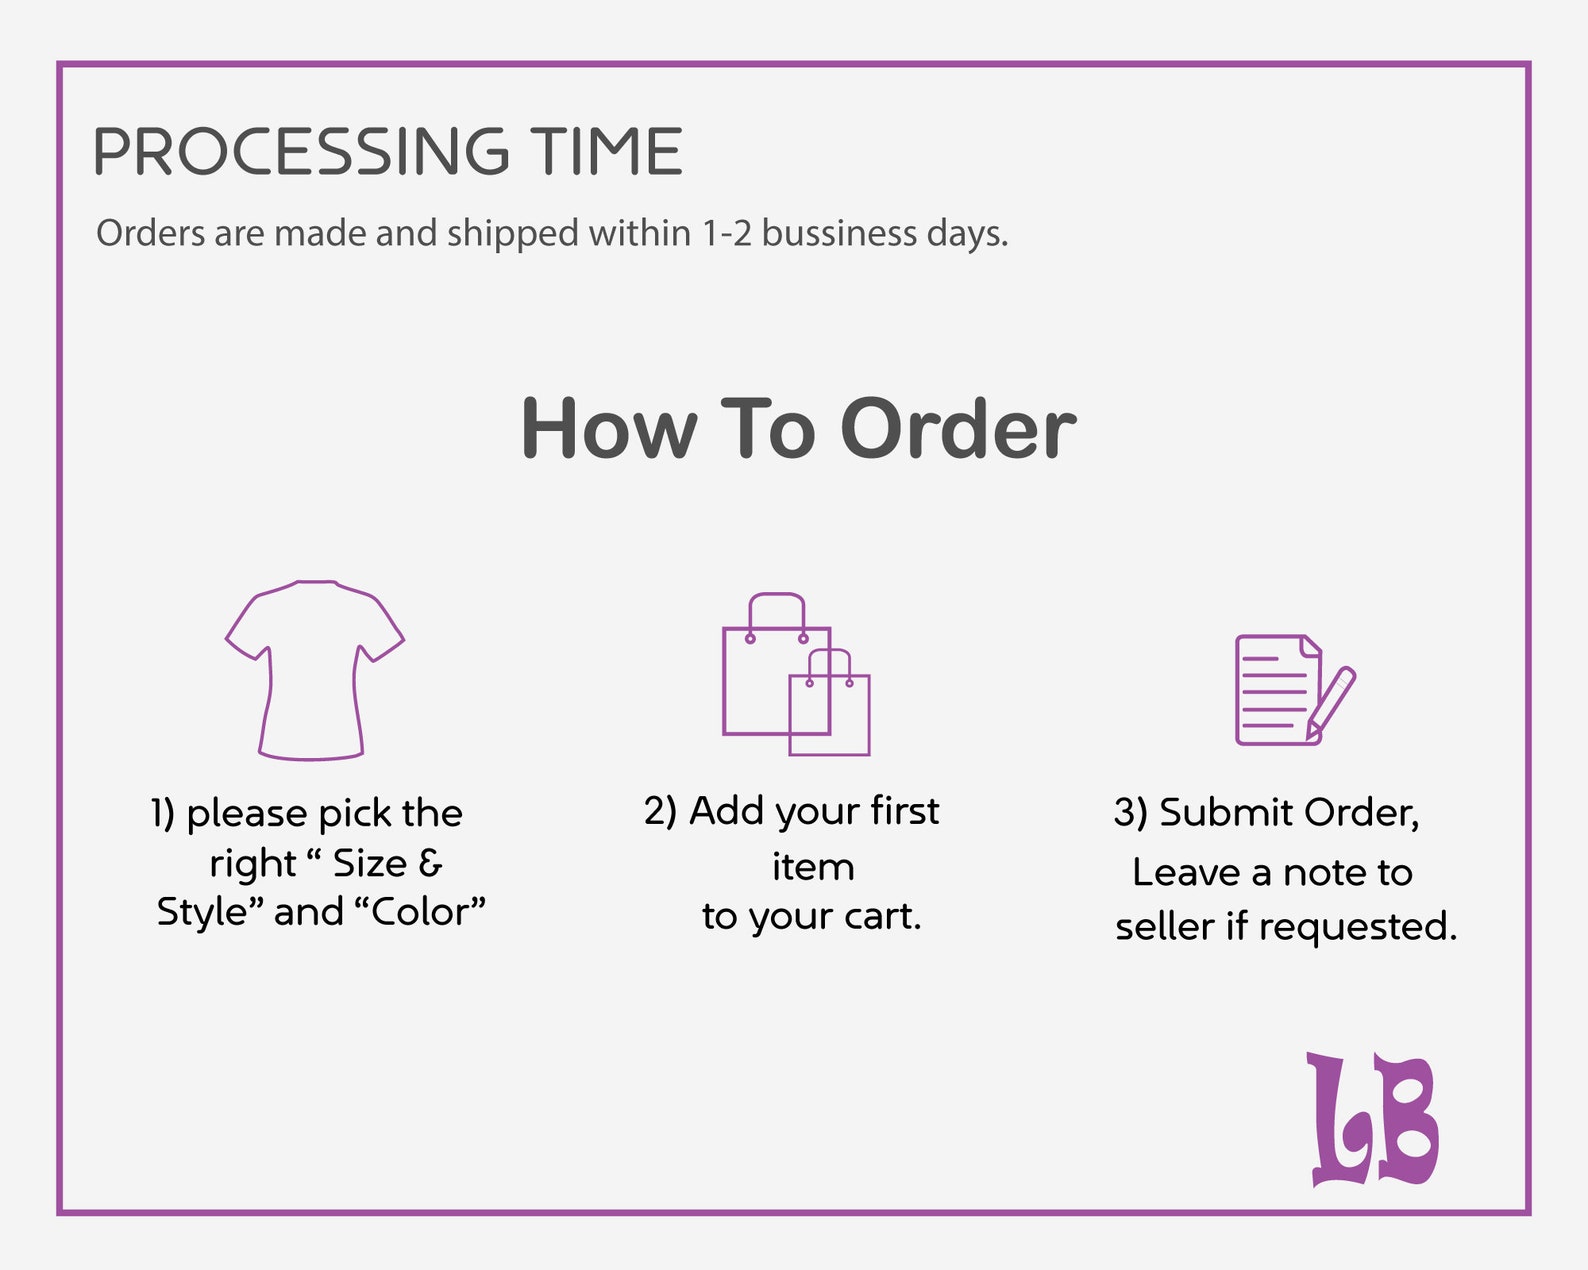 PROCESSING TIME
Orders are made and shipped within 1-2 bussiness days.
How To Order
1) please pick the
right “ Size &
Style” and “Color”
2) Add your first
item
to your cart.
3) Submit Order,
Leave a note to
seller if requested.
LB